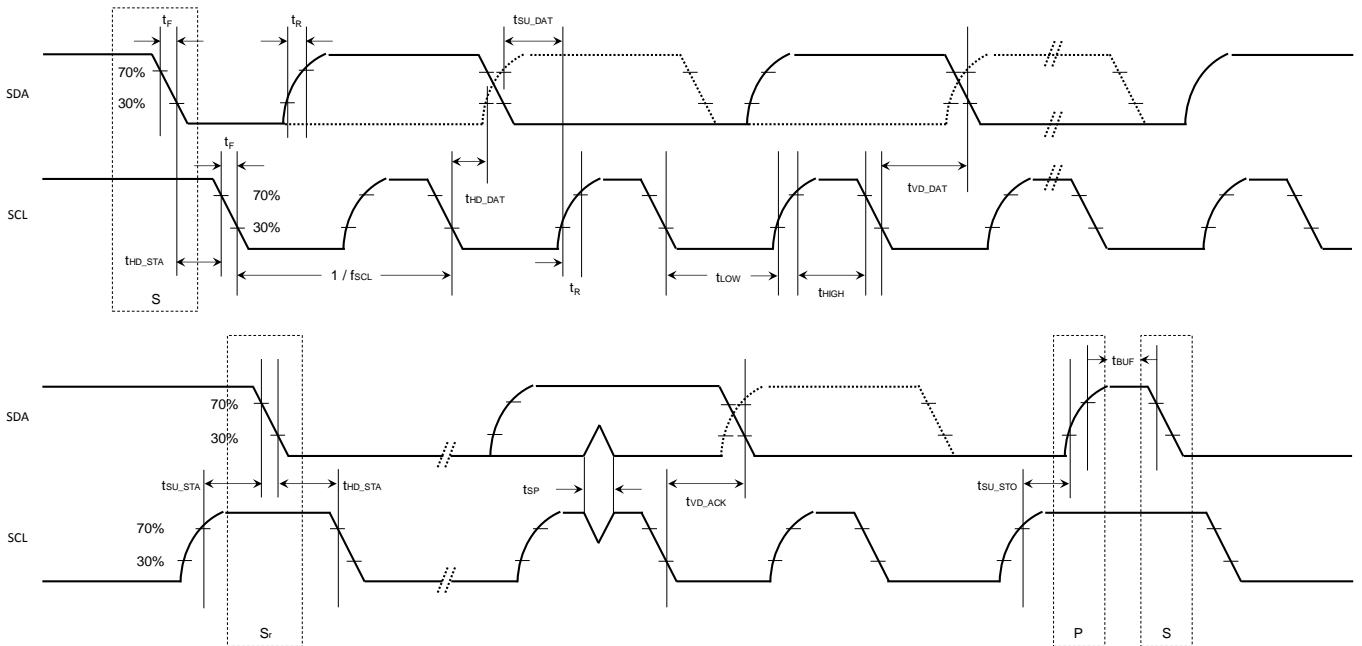 tF
tR
tSU_DAT
70%
SDA
30%
tF
70%
tHD_DAT
tVD_DAT
SCL
30%
tHD_STA
1 / fSCL
tR
tLOW
tHIGH
S
tBUF
70%
SDA
30%
tSU_STA
tHD_STA
tSP
tVD_ACK
tSU_STO
70%
SCL
30%
Sr
P
S